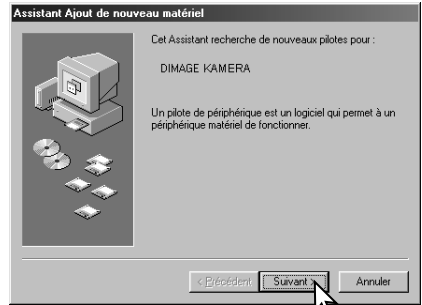 Assistant Ajout de nouveau matériel
Cet Assistant recherche de nouveaux pilotes pour :
DIMAGE KAMERA
Un pilote de périphérique est un logiciel qui permet à un
périphérique matériel de fonctionner.
< Précédent Suivant > Annuler